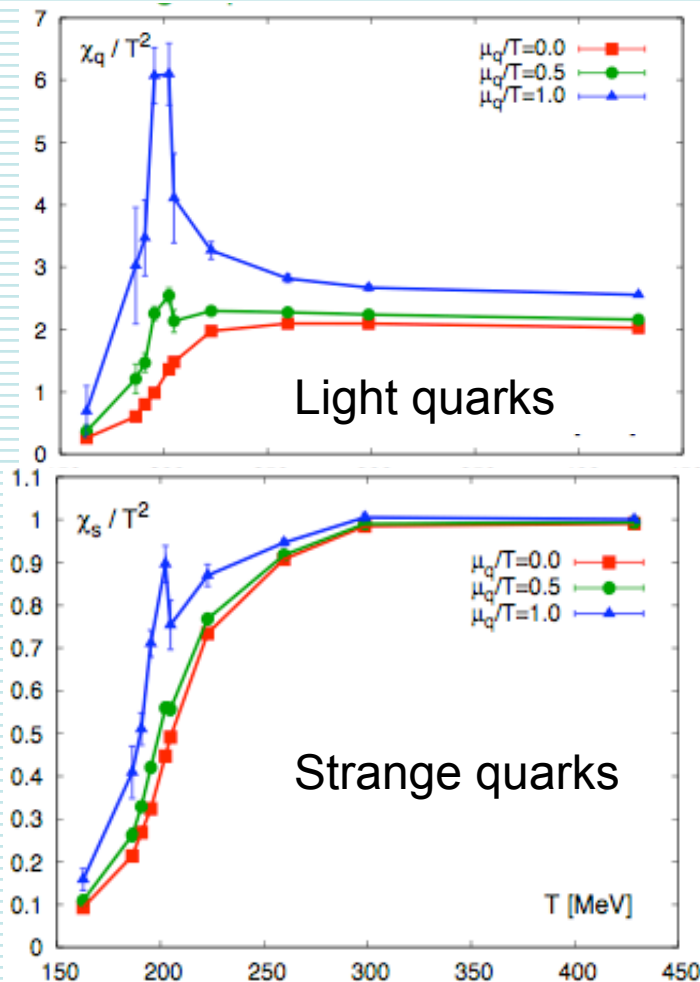 7
χq / T²
μq/T=0.0
μq/T=0.5
μq/T=1.0
6
5
4
3
2
1
0
Light quarks
1.1
χs / T²
μq/T=0.0
μq/T=0.5
μq/T=1.0
1
0.9
0.8
0.7
0.6
0.5
0.4
0.3
0.2
0.1
0
Strange quarks
T [MeV]
150 200 250 300 350 400 450